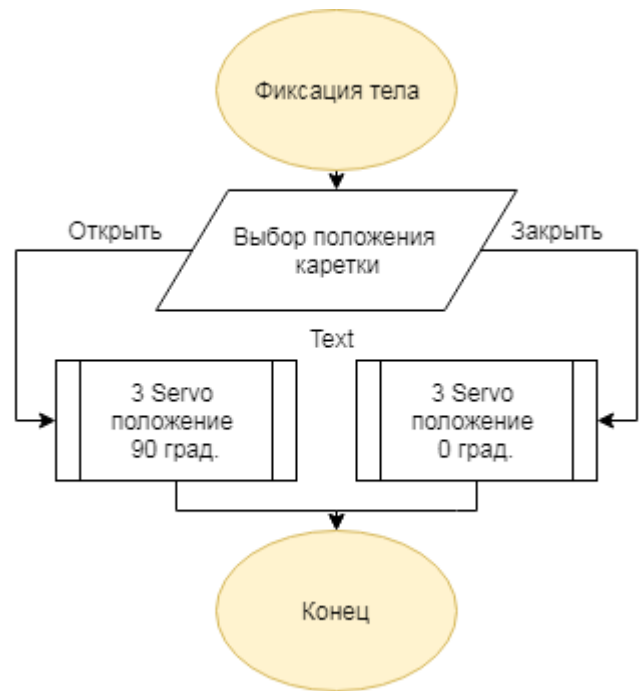 Фиксация тела
Открыть
Выбор положения
каретки
Закрыть
Text
3 Servo
положение
90 град.
3 Servo
положение
0 град.
Конец